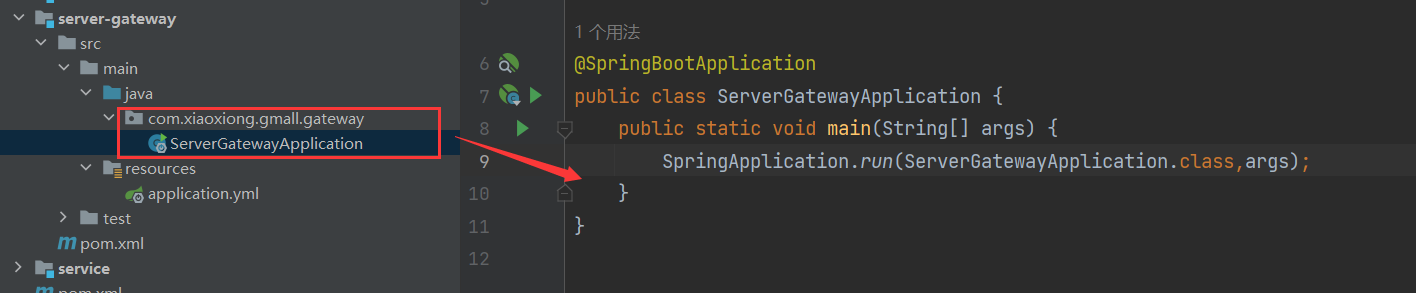 server-gateway
src
main
java
com.xiaoxiong.gmall.gateway
ServerGatewayApplication
resources
application.yml
test
pom.xml
service
pom.xml
1 个用法
6 @SpringBootApplication
7 public class ServerGatewayApplication {
8 public static void main(String[] args) {
9 SpringApplication.run(ServerGatewayApplication.class,args);
10 }
11 }
12